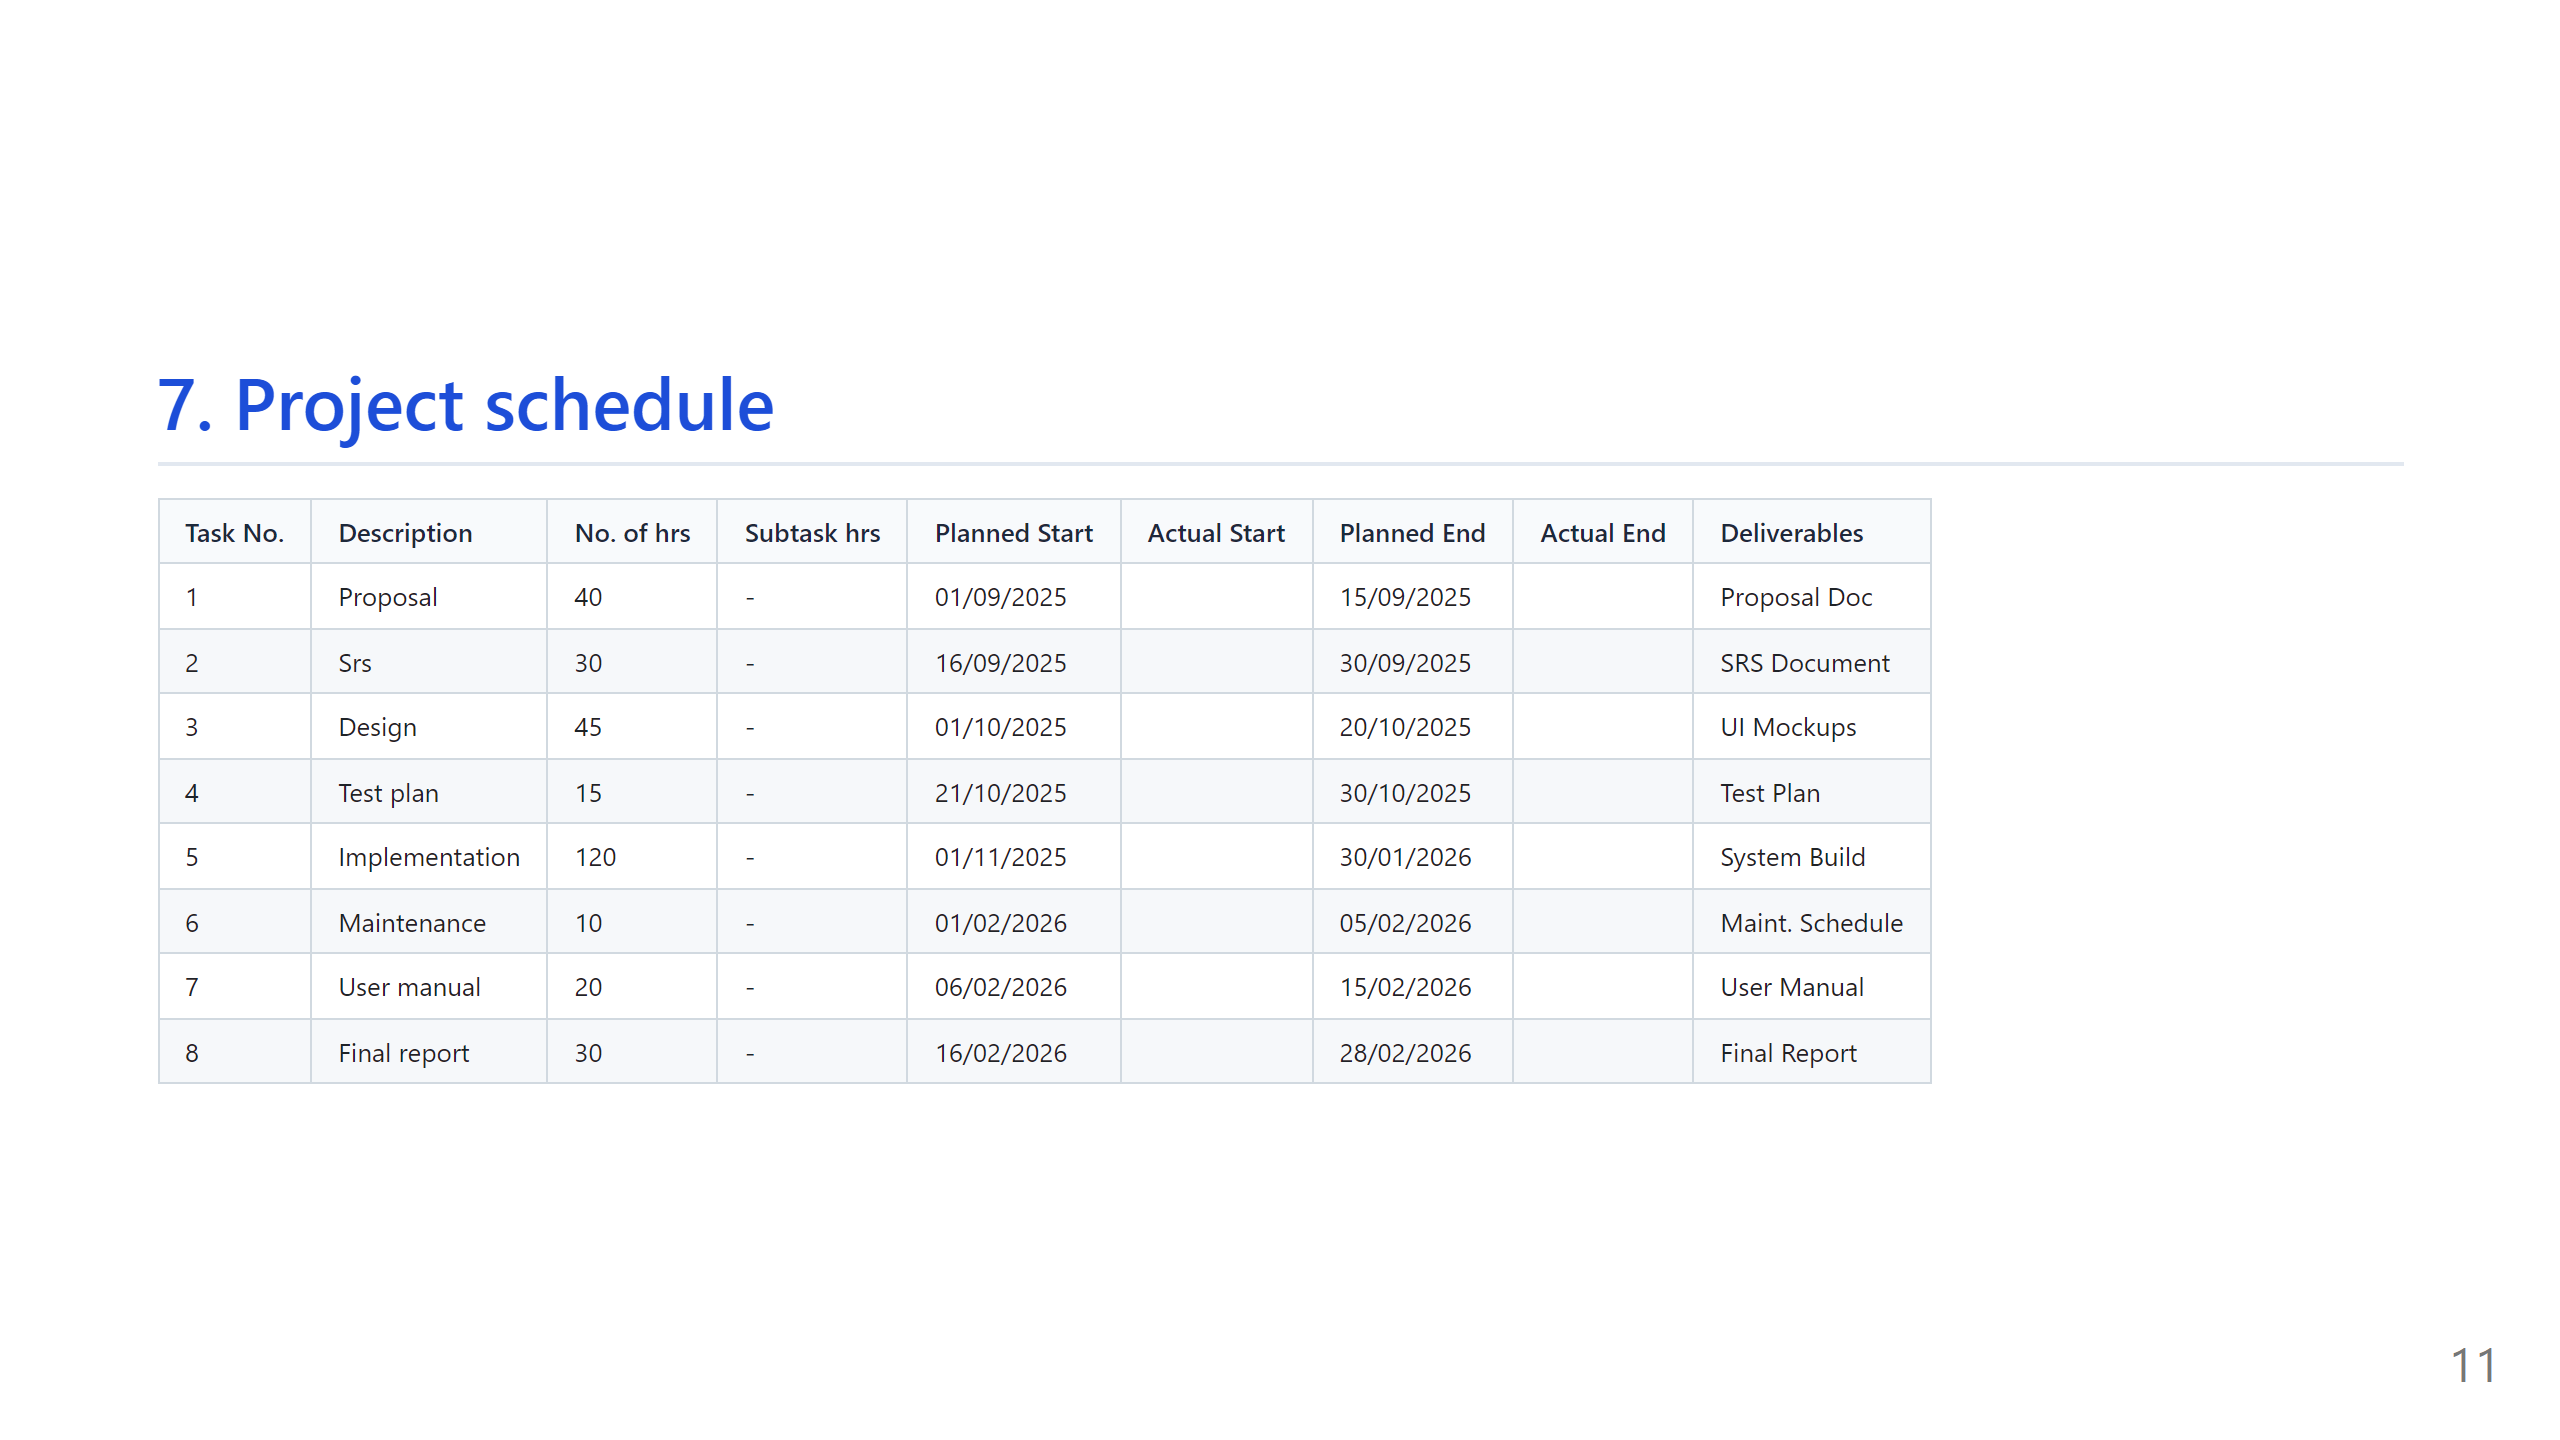 7. Project schedule
Task No. Description No. of hrs Subtask hrs Planned Start Actual Start Planned End Actual End Deliverables
1 Proposal 40 - 01/09/2025 15/09/2025 Proposal Doc
2 Srs 30 - 16/09/2025 30/09/2025 SRS Document
3 Design 45 - 01/10/2025 20/10/2025 UI Mockups
4 Test plan 15 - 21/10/2025 30/10/2025 Test Plan
5 Implementation 120 - 01/11/2025 30/01/2026 System Build
6 Maintenance 10 - 01/02/2026 05/02/2026 Maint. Schedule
7 User manual 20 - 06/02/2026 15/02/2026 User Manual
8 Final report 30 - 16/02/2026 28/02/2026 Final Report
11